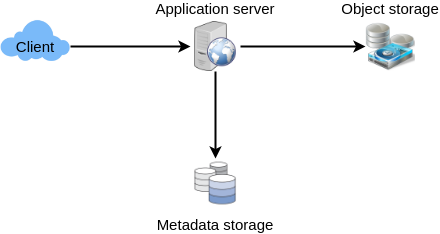 Application server
Object storage
Client
Metadata storage